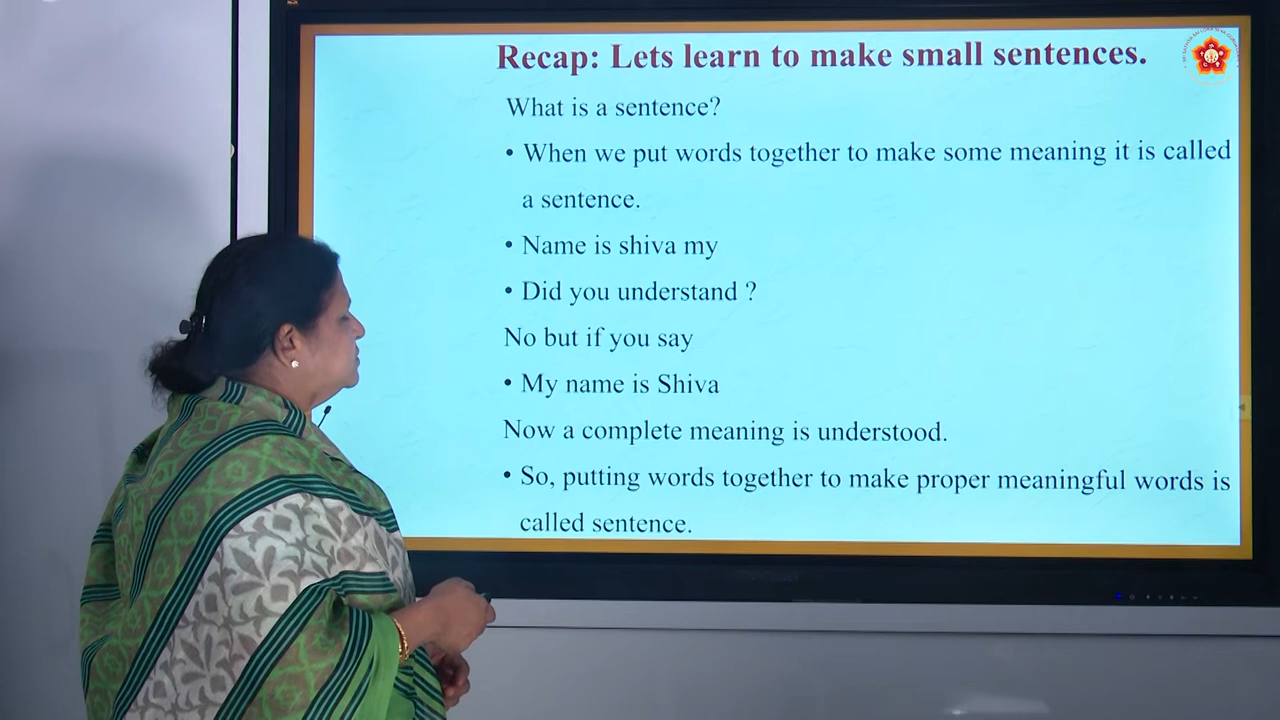 Recap: Lets learn to make small sentences.
What is a sentence?
• When we put words together to make some meaning it is called
a sentence.
• Name is shiva my
• Did you understand ?
No but if you say
• My name is Shiva
Now a complete meaning is understood.
• So, putting words together to make proper meaningful words is
called sentence.